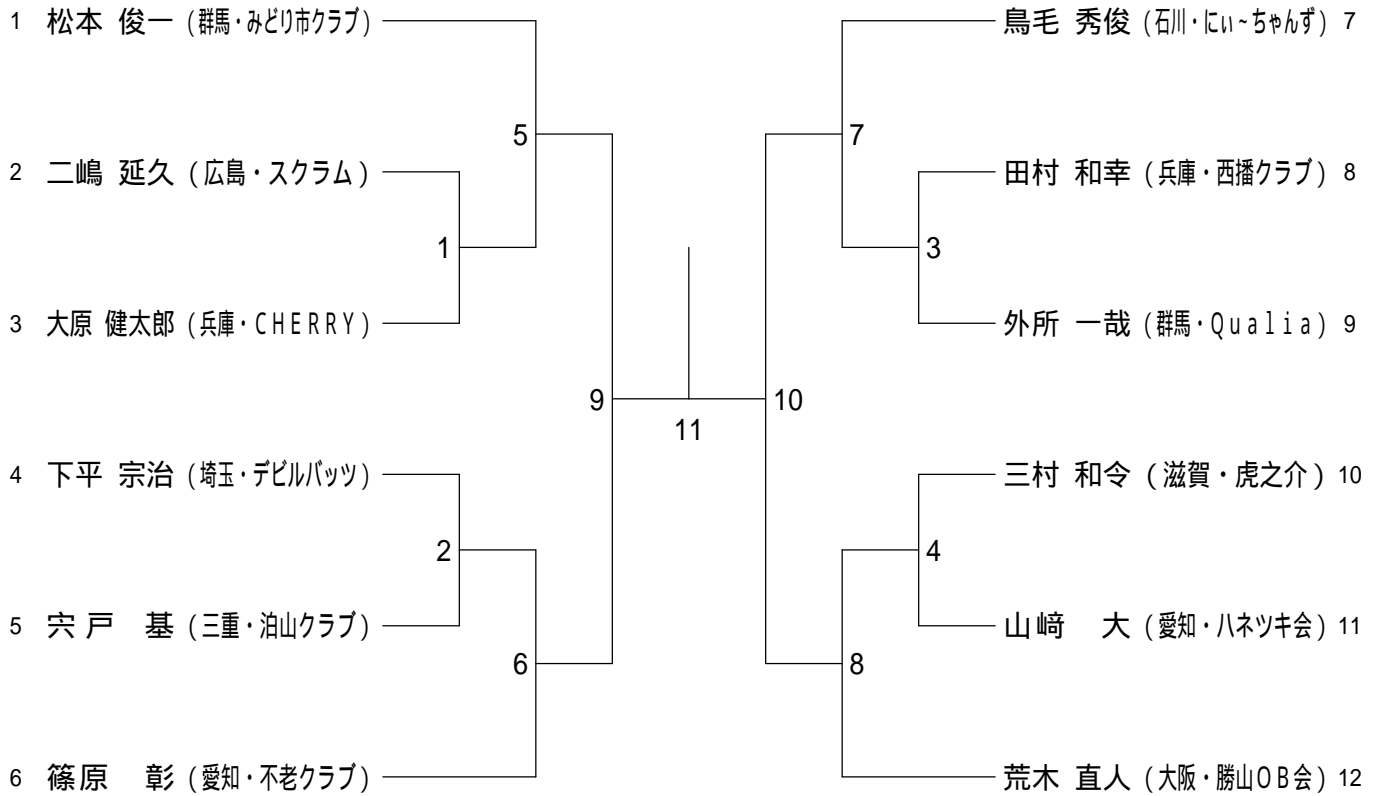 1 松本 俊一 (群馬・みどり市クラブ)
2 二嶋 延久 (広島・スクラム)
3 大原 健太郎 (兵庫・CHERRY)
4 下平 宗治 (埼玉・デビルバッツ)
5 宍戸 基 (三重・泊山クラブ)
6 篠原 彰 (愛知・不老クラブ)
5
1
9
2
6
11
7
3
10
4
8
鳥毛 秀俊 (石川・にぃ~ちゃんず) 7
田村 和幸 (兵庫・西播クラブ) 8
外所 一哉 (群馬・Qualia) 9
三村 和令 (滋賀・虎之介) 10
山﨑 大 (愛知・ハネツキ会) 11
荒木 直人 (大阪・勝山OB会) 12